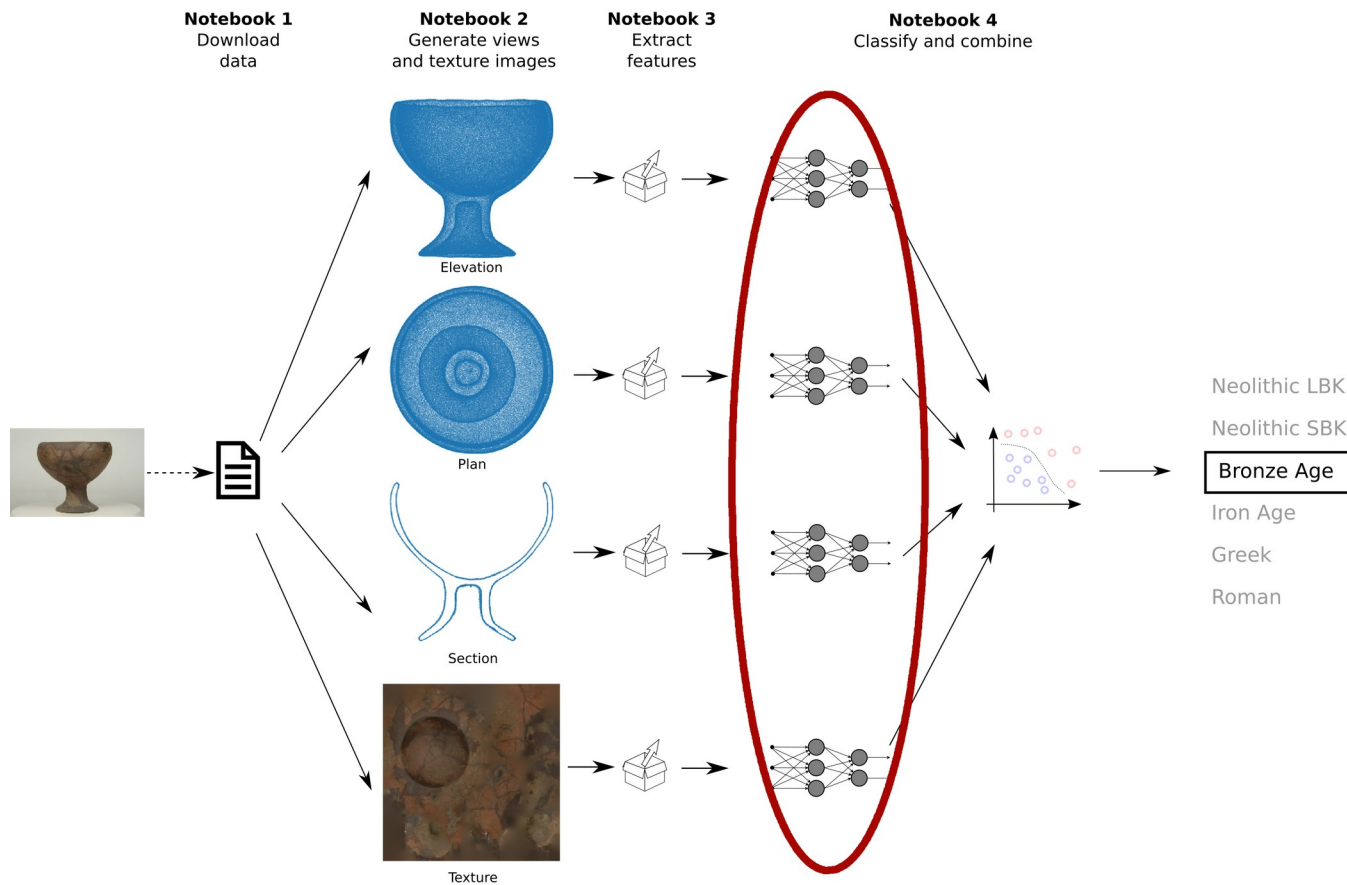 Notebook 1
Download
data
Notebook 2
Generate views
and texture images
Notebook 3
Extract
features
Notebook 4
Classify and combine
Elevation
Plan
Section
Texture
Neolithic LBK
Neolithic SBK
Bronze Age
Iron Age
Greek
Roman